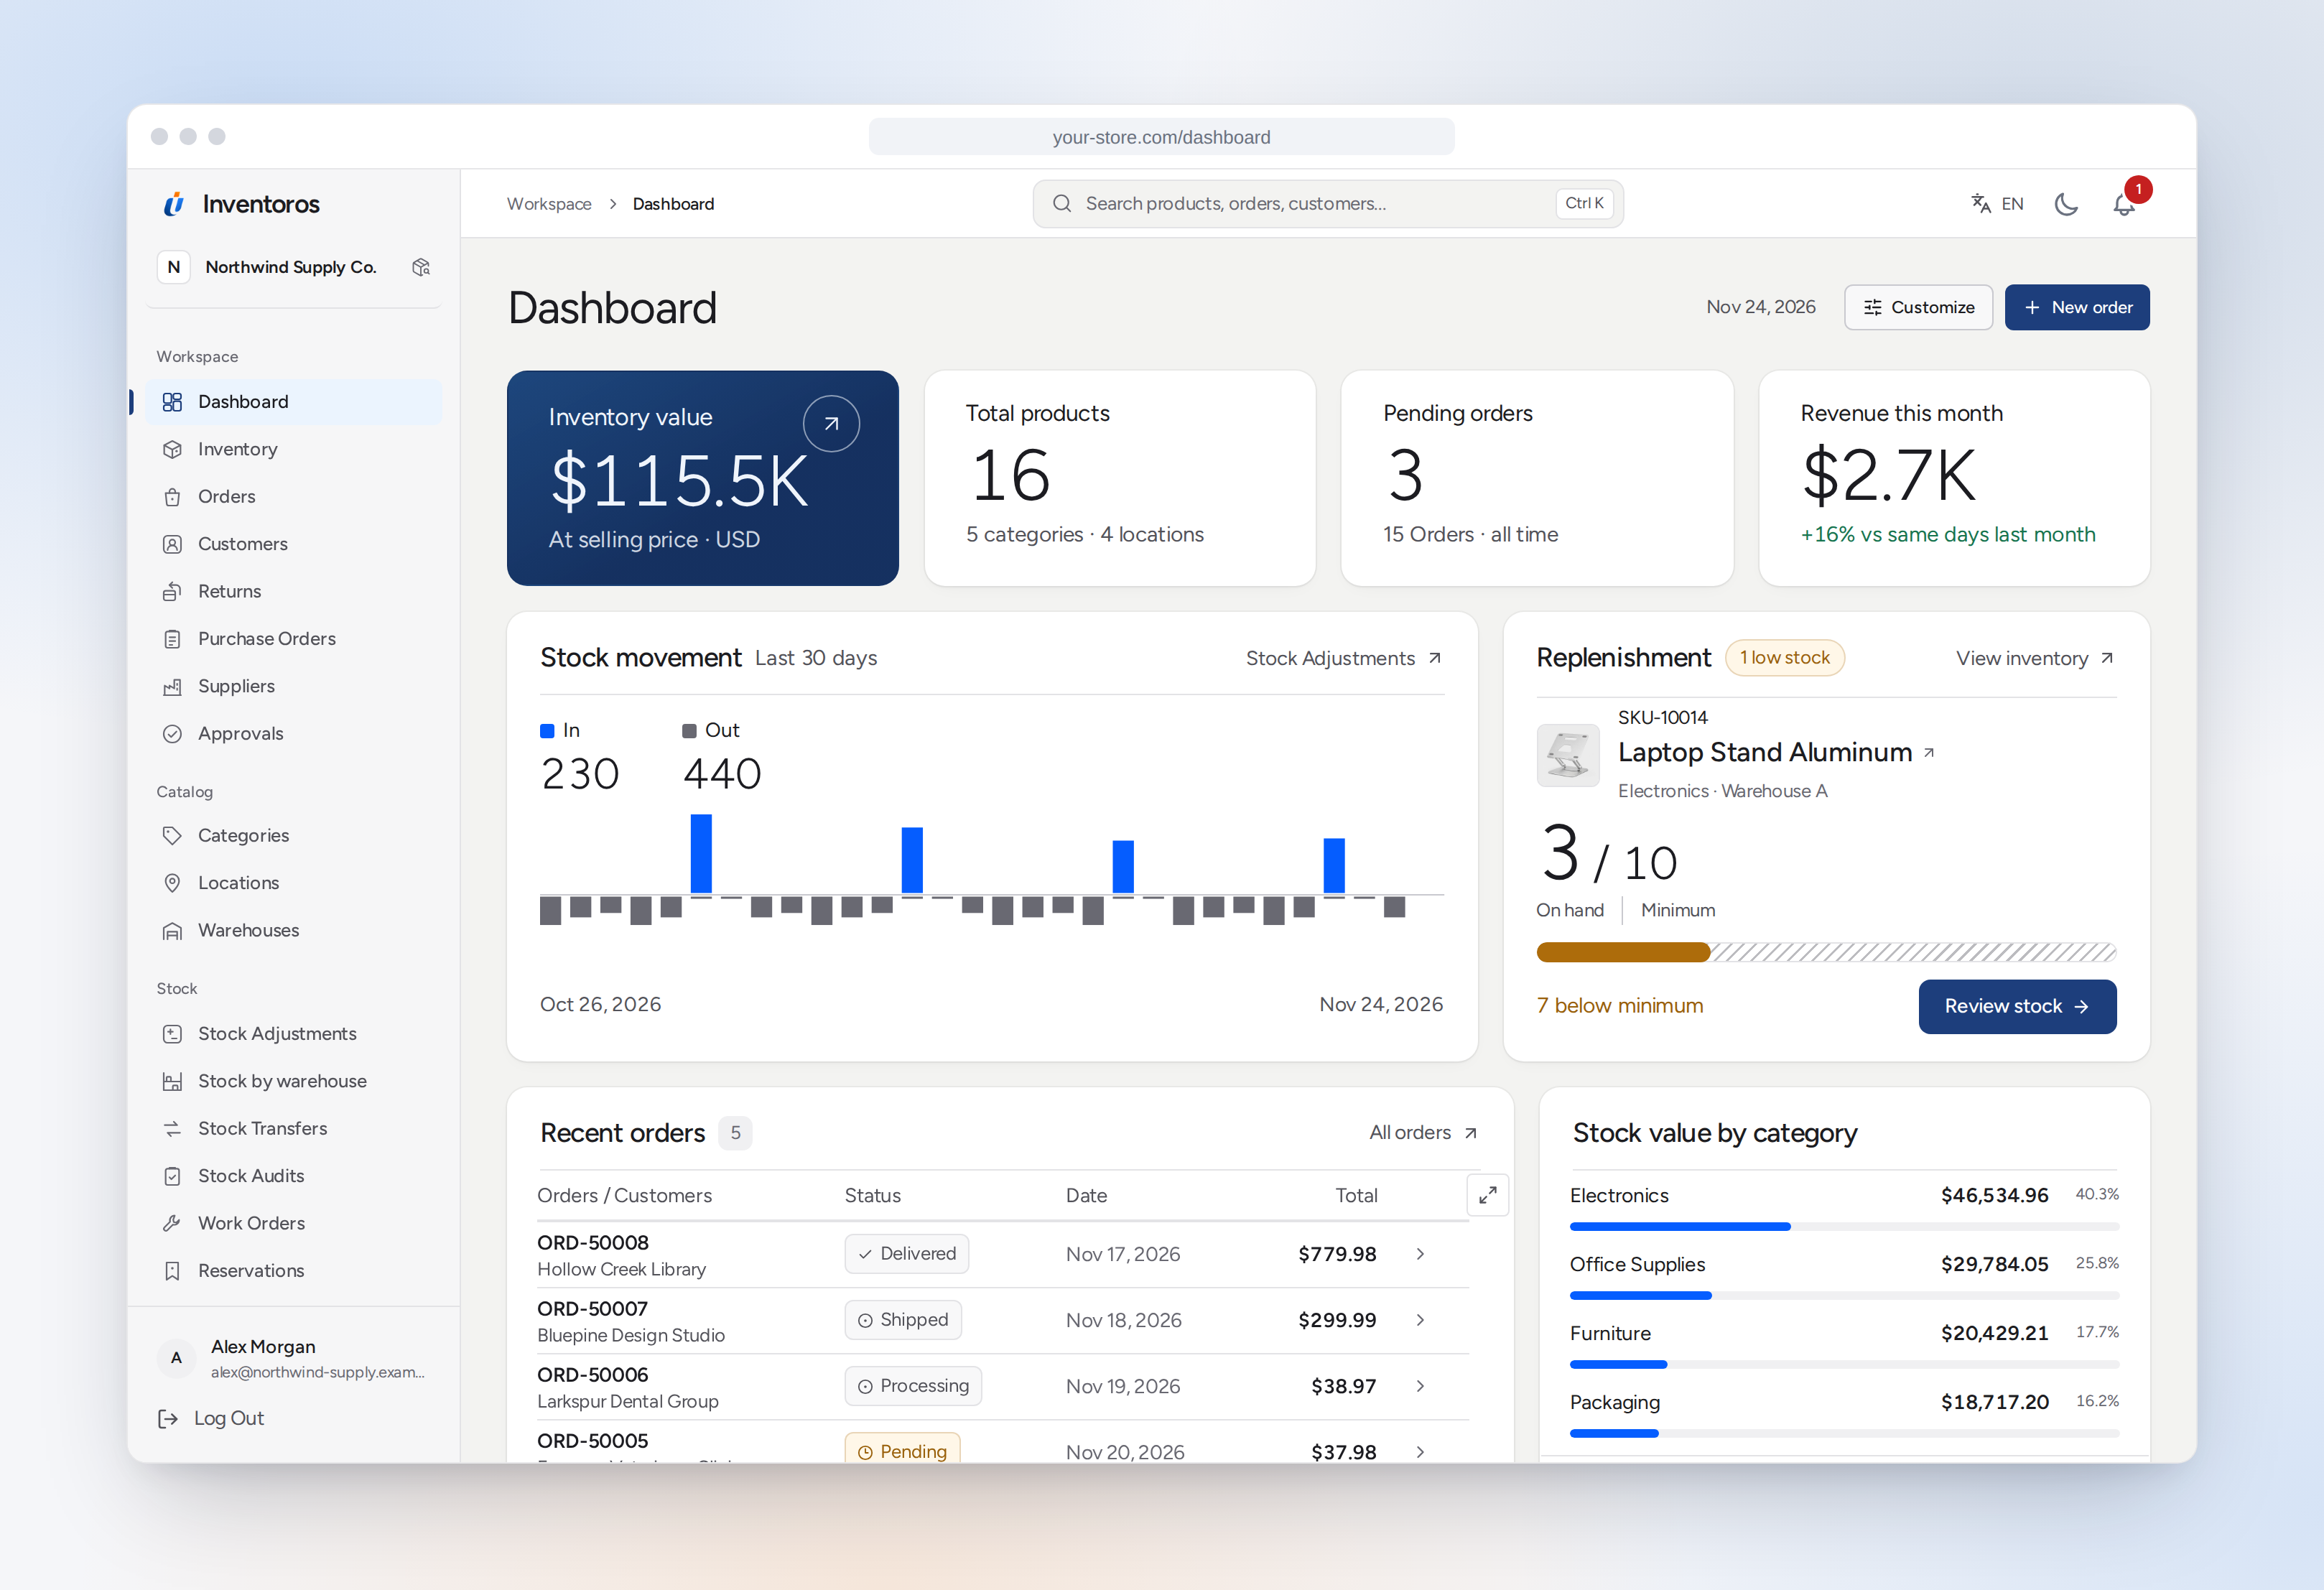 your-store.com/dashboard
Inventoros
N Northwind Supply Co.
Workspace
Dashboard
Inventory
Orders
Customers
Returns
Purchase Orders
Suppliers
Approvals
Catalog
Categories
Locations
Warehouses
Stock
Stock Adjustments
Stock by warehouse
Stock Transfers
Stock Audits
Work Orders
Reservations
A Alex Morgan
alex@northwind-supply.exam...
Log Out
Workspace > Dashboard
Search products, orders, customers...
Ctrl K
EN
1
Dashboard
Nov 24, 2026
Customize
New order
Inventory value
$115.5K
At selling price · USD
Total products
16
5 categories · 4 locations
Pending orders
3
15 Orders · all time
Revenue this month
$2.7K
+16% vs same days last month
Stock movement Last 30 days
Stock Adjustments
In
230
Out
440
Oct 26, 2026
Nov 24, 2026
Replenishment 1 low stock
View inventory
SKU-10014
Laptop Stand Aluminum
Electronics · Warehouse A
3 / 10
On hand Minimum
7 below minimum
Review stock
Recent orders 5
All orders
Orders / Customers Status Date Total
ORD-50008
Hollow Creek Library
Delivered Nov 17, 2026 $779.98
ORD-50007
Bluepine Design Studio
Shipped Nov 18, 2026 $299.99
ORD-50006
Larkspur Dental Group
Processing Nov 19, 2026 $38.97
ORD-50005
Pending Nov 20, 2026 $37.98
Stock value by category
Electronics $46,534.96 40.3%
Office Supplies $29,784.05 25.8%
Furniture $20,429.21 17.7%
Packaging $18,717.20 16.2%